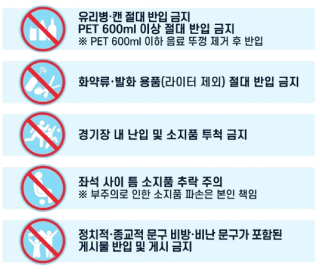 유리병·캔 절대 반입 금지
PET 600ml 이상 절대 반입 금지
※ PET 600ml 이하 음료 뚜껑 제거 후 반입
화약류·발화 용품(라이터 제외) 절대 반입 금지
경기장 내 난입 및 소지품 투척 금지
좌석 사이 틈 소지품 추락 주의
※ 부주의로 인한 소지품 파손은 본인 책임
정치적·종교적 문구 비방·비난 문구가 포함된
게시물 반입 및 게시 금지